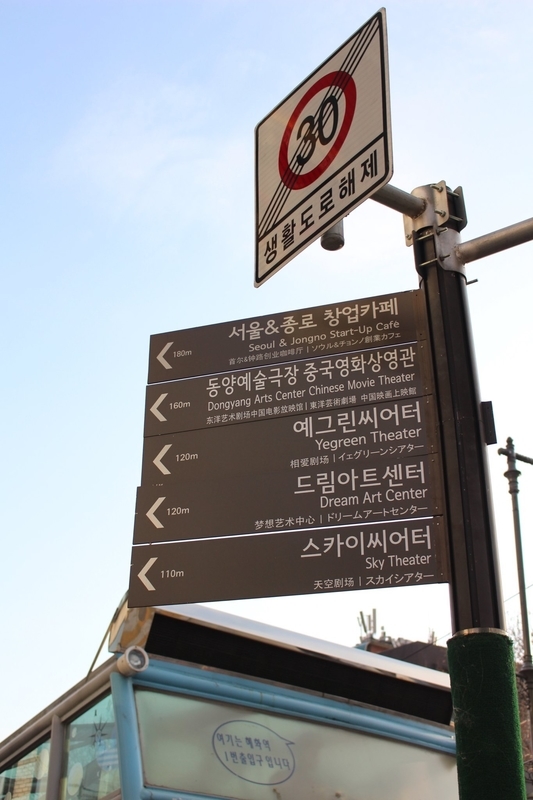 30
생활도로해제
서울&종로 창업카페
180m
Seoul & Jongno Start-Up Café
首尔&钟路创业咖啡厅 | ソウル&チョンノ創業カフェ
동양예술극장 중국영화상영관
160m
Dongyang Arts Center Chinese Movie Theater
东洋艺术剧场中国电影放映馆 | 東洋芸術劇場 中国映画上映館
예그린씨어터
120m
Yegreen Theater
相爱剧场 | イェグリーンシアター
드림아트센터
120m
Dream Art Center
梦想艺术中心 | ドリームアートセンター
스카이씨어터
110m
Sky Theater
天空剧场 | スカイシアター
여기는 혜화역
1번출입구입니다